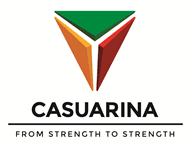 CASUARINA
FROM STRENGTH TO STRENGTH